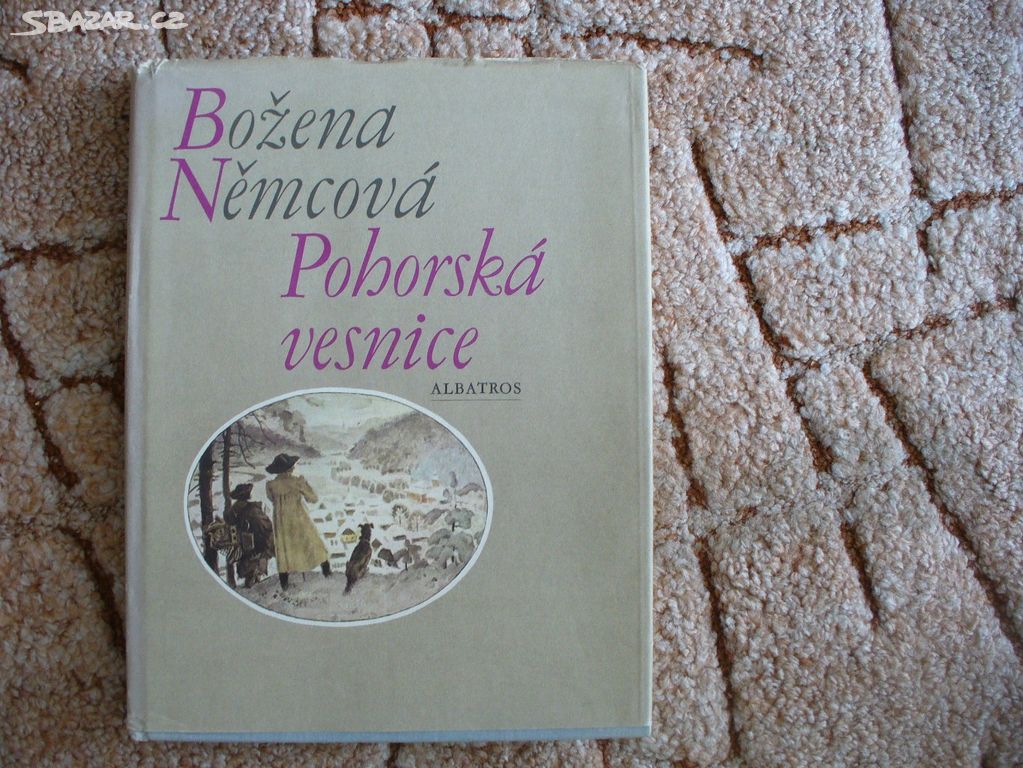 SBAZAR.CZ
Božena
Němcová
Pohorská
vesnice
ALBATROS